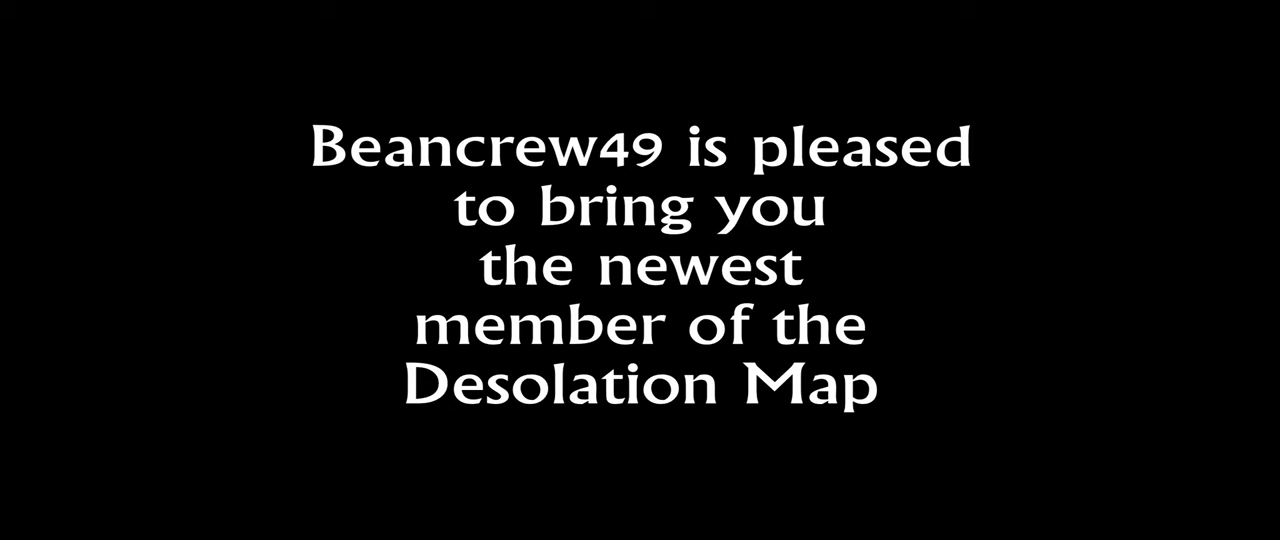 Beancrew49 is pleased
to bring you
the newest
member of the
Desolation Map